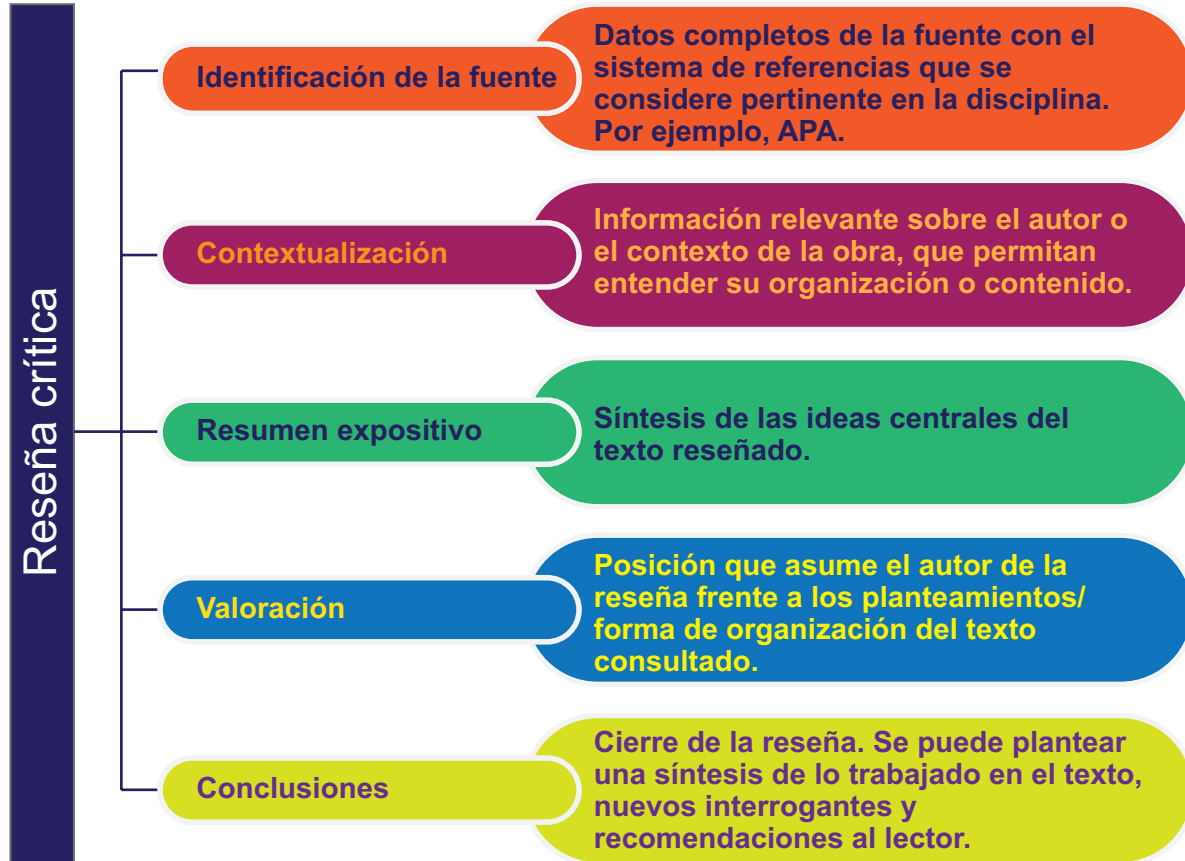 Reseña crítica
Identificación de la fuente
Datos completos de la fuente con el
sistema de referencias que se
considere pertinente en la disciplina.
Por ejemplo, APA.
Contextualización
Información relevante sobre el autor o
el contexto de la obra, que permitan
entender su organización o contenido.
Resumen expositivo
Síntesis de las ideas centrales del
texto reseñado.
Valoración
Posición que asume el autor de la
reseña frente a los planteamientos/
forma de organización del texto
consultado.
Conclusiones
Cierre de la reseña. Se puede plantear
una síntesis de lo trabajado en el texto,
nuevos interrogantes y
recomendaciones al lector.